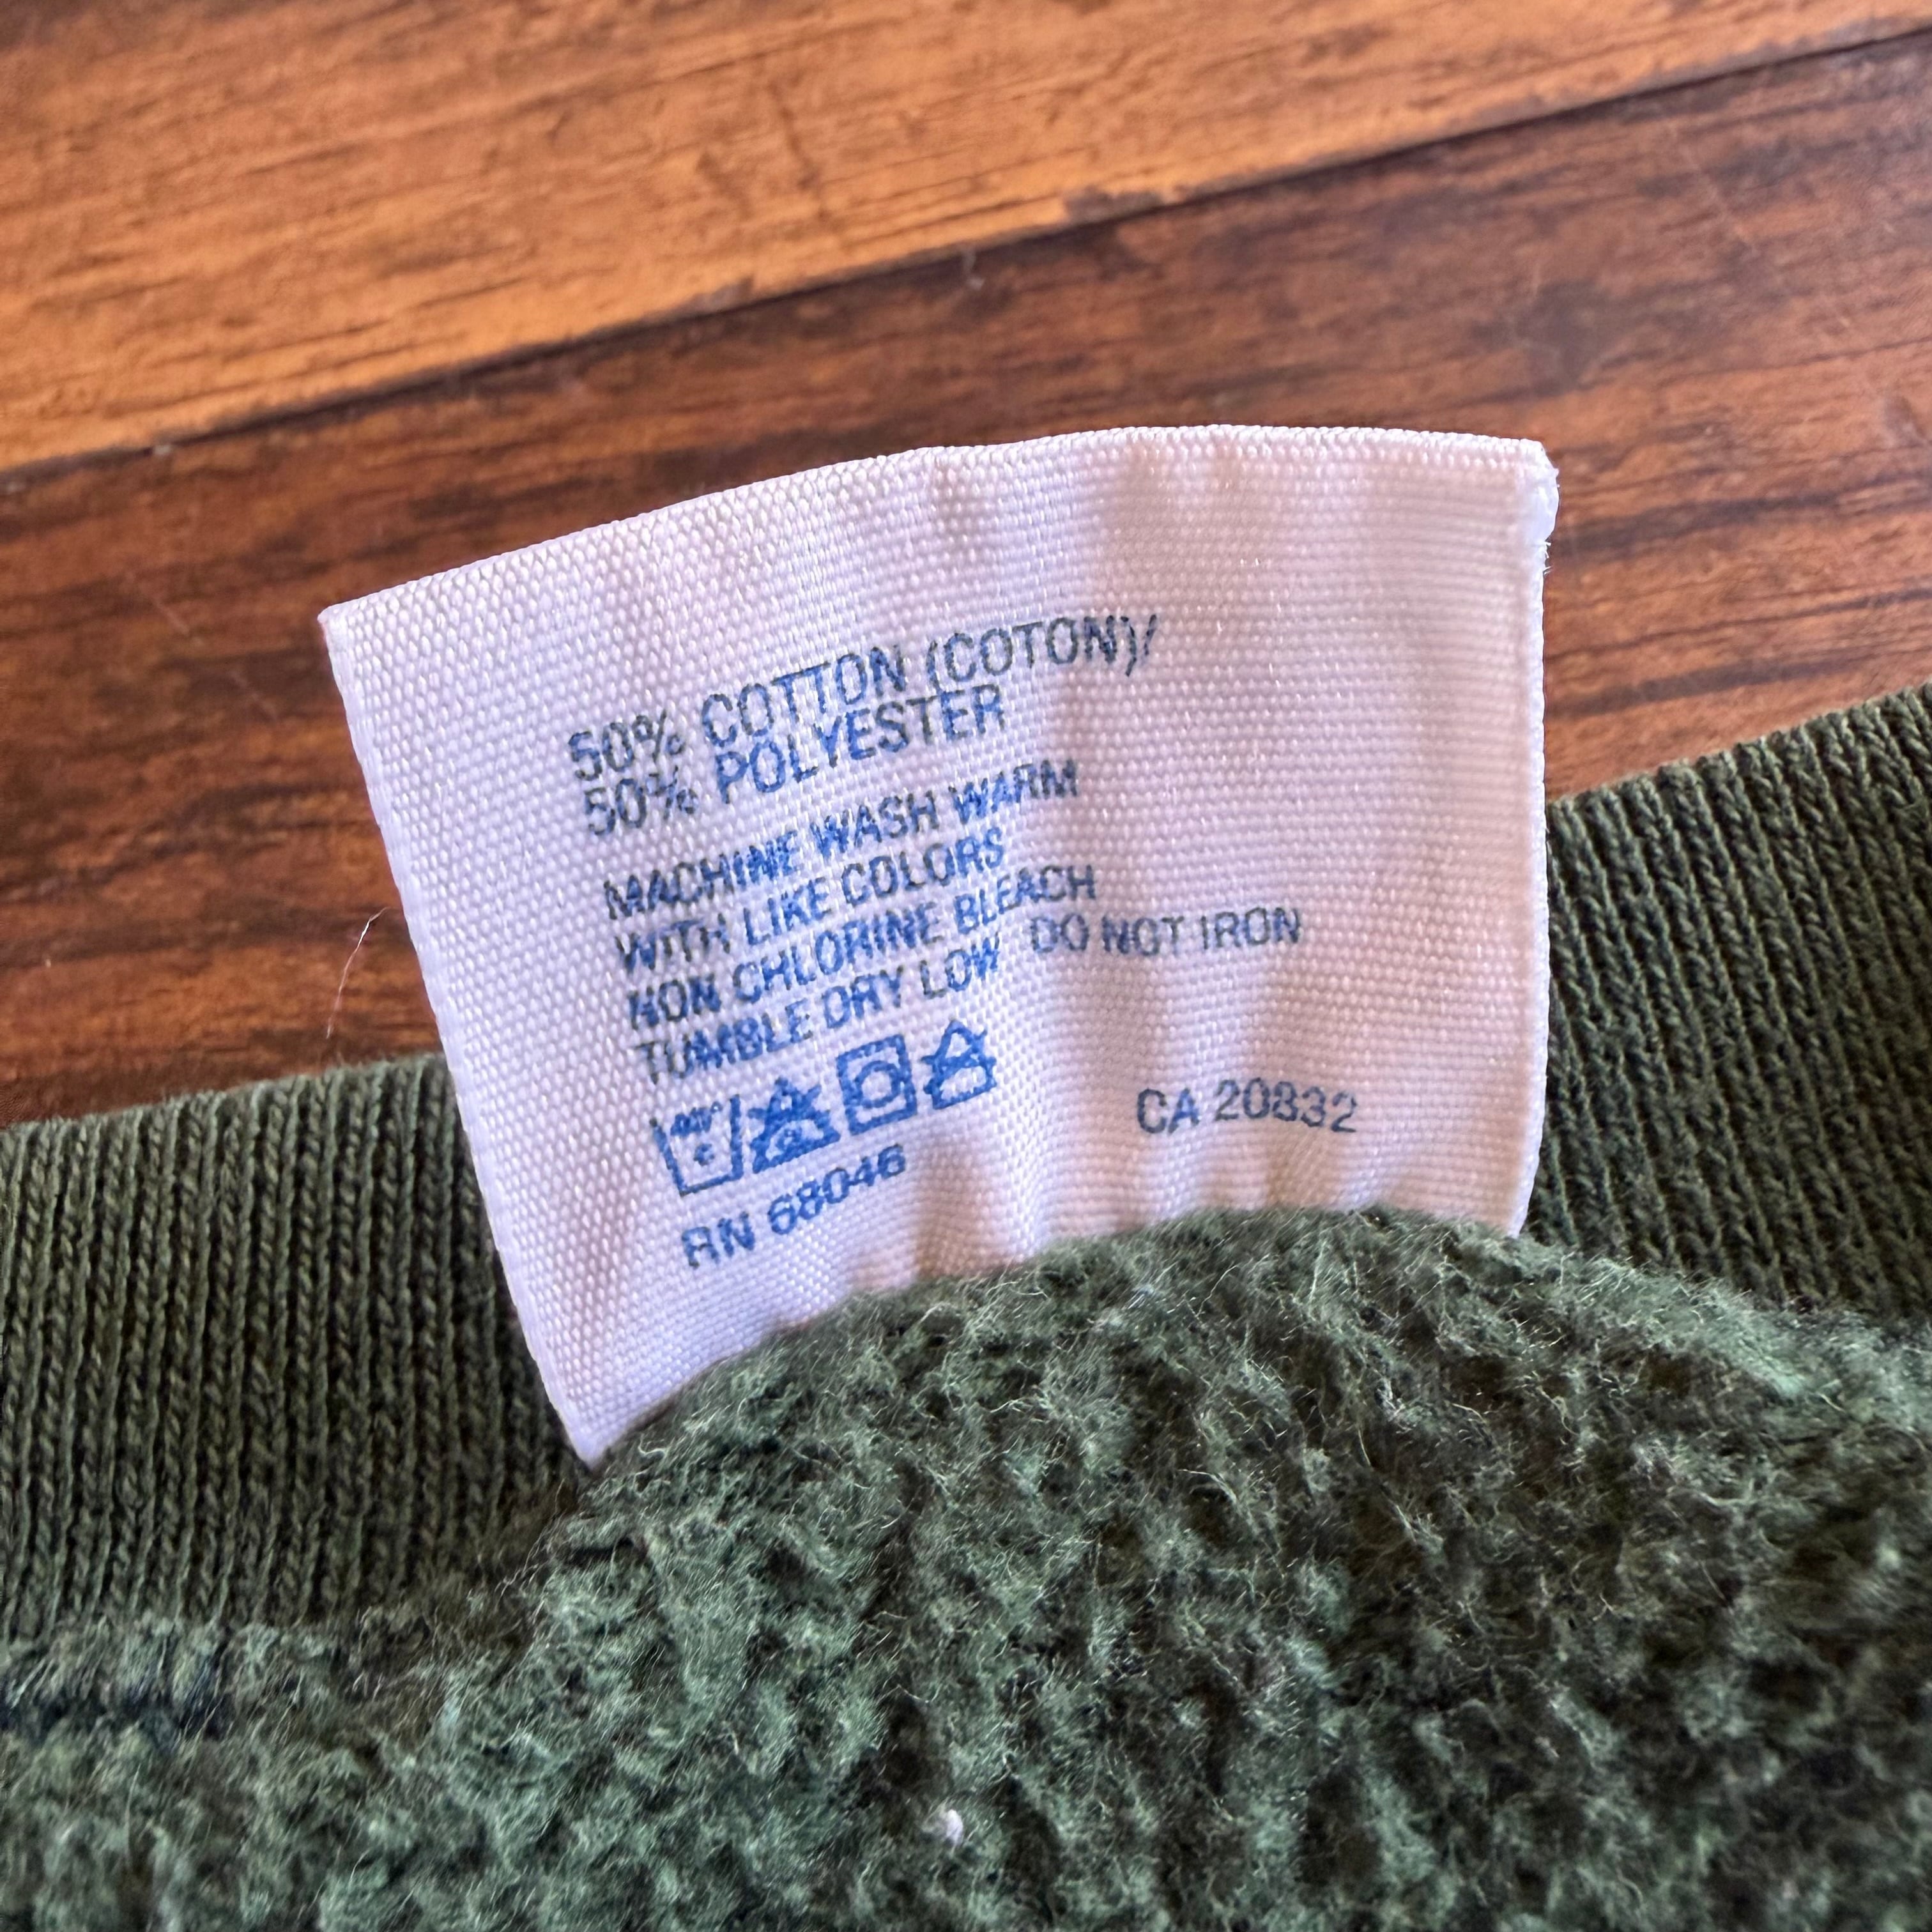 50% COTTON (COTON)/
50% POLYESTER
MACHINE WASH WARM
WITH LIKE COLORS
NON CHLORINE BLEACH
TUMBLE DRY LOW DO NOT IRON
RN 68046
CA 20832